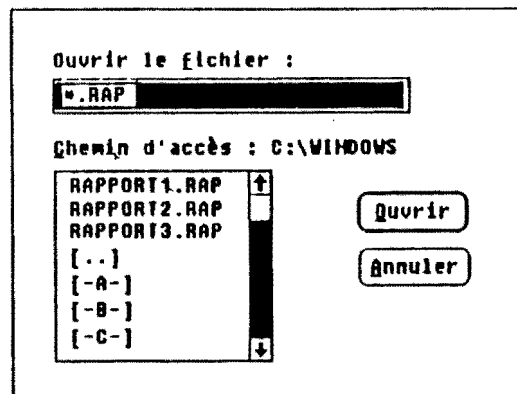 Ouvrir le fichier :
*.RAP
Chemin d'accès : C:\WINDOWS
RAPPORT1.RAP
RAPPORT2.RAP
RAPPORT3.RAP
[..]
[-A-]
[-B-]
[-C-]
Ouvrir
Annuler